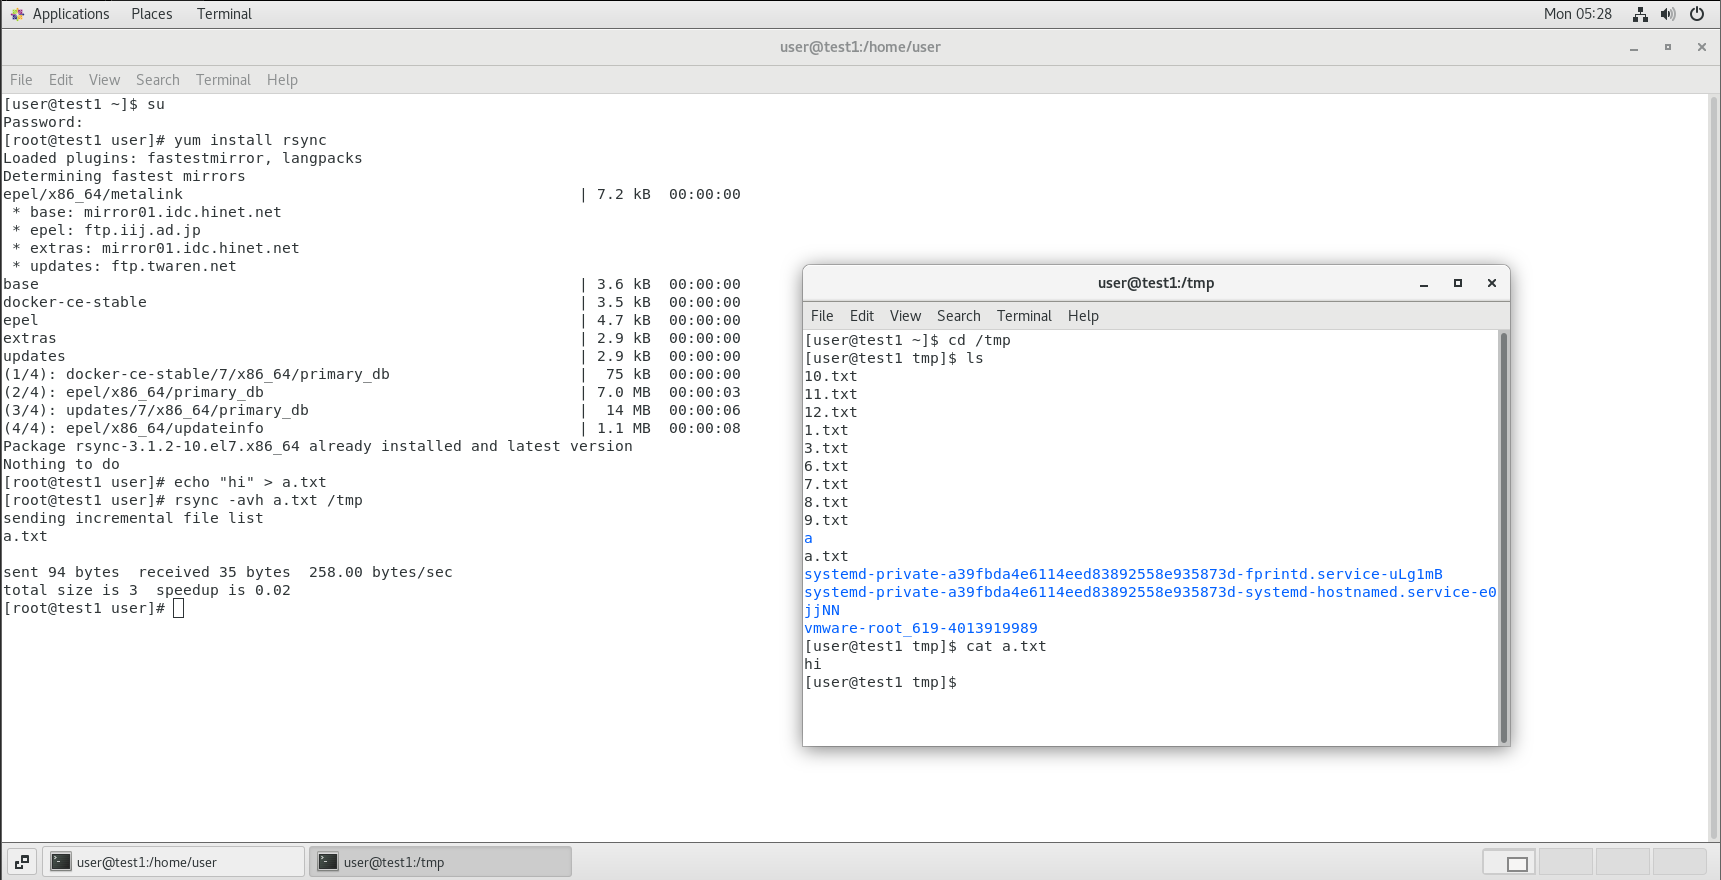 Applications Places Terminal Mon 05:28
user@test1:/home/user
File Edit View Search Terminal Help
[user@test1 ~]$ su
Password:
[root@test1 user]# yum install rsync
Loaded plugins: fastestmirror, langpacks
Determining fastest mirrors
epel/x86_64/metalink | 7.2 kB 00:00:00
* base: mirror01.idc.hinet.net
* epel: ftp.iij.ad.jp
* extras: mirror01.idc.hinet.net
* updates: ftp.twaren.net
base | 3.6 kB 00:00:00
docker-ce-stable | 3.5 kB 00:00:00
epel | 4.7 kB 00:00:00
extras | 2.9 kB 00:00:00
updates | 2.9 kB 00:00:00
(1/4): docker-ce-stable/7/x86_64/primary_db | 75 kB 00:00:00
(2/4): epel/x86_64/primary_db | 7.0 MB 00:00:03
(3/4): updates/7/x86_64/primary_db | 14 MB 00:00:06
(4/4): epel/x86_64/updateinfo | 1.1 MB 00:00:08
Package rsync-3.1.2-10.el7.x86_64 already installed and latest version
Nothing to do
[root@test1 user]# echo "hi" > a.txt
[root@test1 user]# rsync -avh a.txt /tmp
sending incremental file list
a.txt
sent 94 bytes received 35 bytes 258.00 bytes/sec
total size is 3 speedup is 0.02
[root@test1 user]#
user@test1:/tmp
File Edit View Search Terminal Help
[user@test1 ~]$ cd /tmp
[user@test1 tmp]$ ls
10.txt
11.txt
12.txt
1.txt
3.txt
6.txt
7.txt
8.txt
9.txt
a
a.txt
systemd-private-a39fbda4e6114eed83892558e935873d-fprintd.service-uLg1mB
systemd-private-a39fbda4e6114eed83892558e935873d-systemd-hostnamed.service-e0
jjNN
vmware-root_619-4013919989
[user@test1 tmp]$ cat a.txt
hi
[user@test1 tmp]$
user@test1:/home/user
user@test1:/tmp